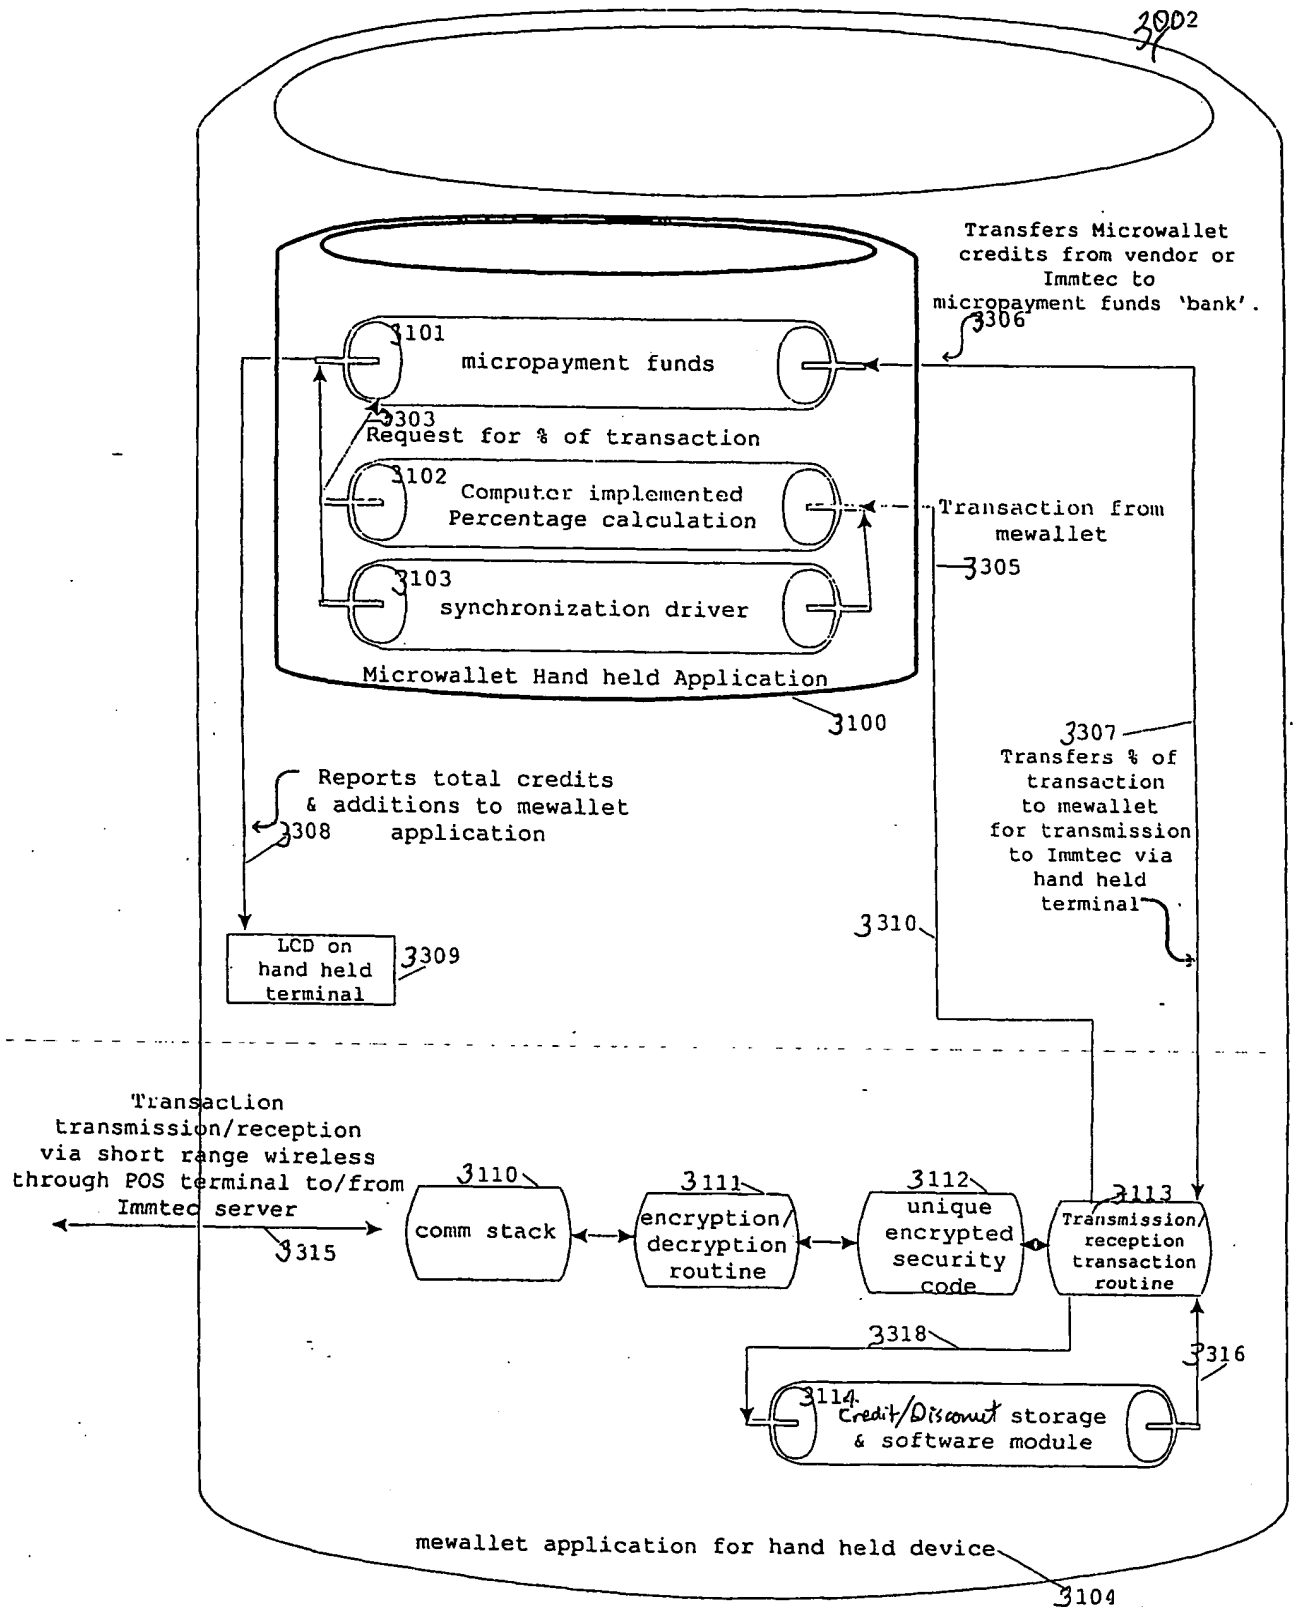 3002
Transfers Microwallet
credits from vendor or
Immtec to
micropayment funds 'bank'.
3306
3101
micropayment funds
3303
Request for % of transaction
3102
Computer implemented
Percentage calculation
Transaction from
mewallet
3305
3103
synchronization driver
Microwallet Hand held Application
3100
3307
Transfers % of
transaction
to mewallet
for transmission
to Immtec via
hand held
terminal
Reports total credits
& additions to mewallet
application
3308
3310
LCD on
hand held
terminal
3309
Transaction
transmission/reception
via short range wireless
through POS terminal to/from
Immtec server
3315
3110
comm stack
3111
encryption/
decryption
routine
3112
unique
encrypted
security
code
3113
Transmission/
reception
transaction
routine
3318
3316
3114
Credit/Discount storage
& software module
mewallet application for hand held device
3104